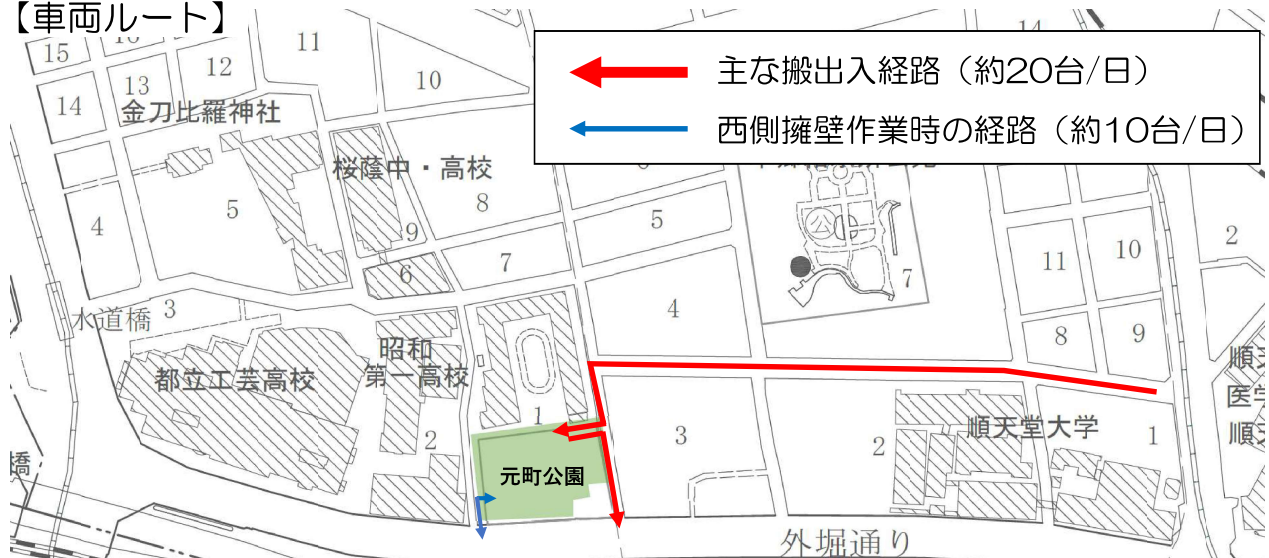 【車両ルート】
主な搬出入経路（約20台/日）
西側擁壁作業時の経路（約10台/日）
15
12
11
10
14
13
金刀比羅神社
桜蔭中・高校
4
5
8
9
5
公
7
2
11
10
6
7
3
水道橋
4
8
9
昭和
第一高校
都立工芸高校
1
2
3
2
順天堂大学
1
医学
橋
元町公園
外堀通り